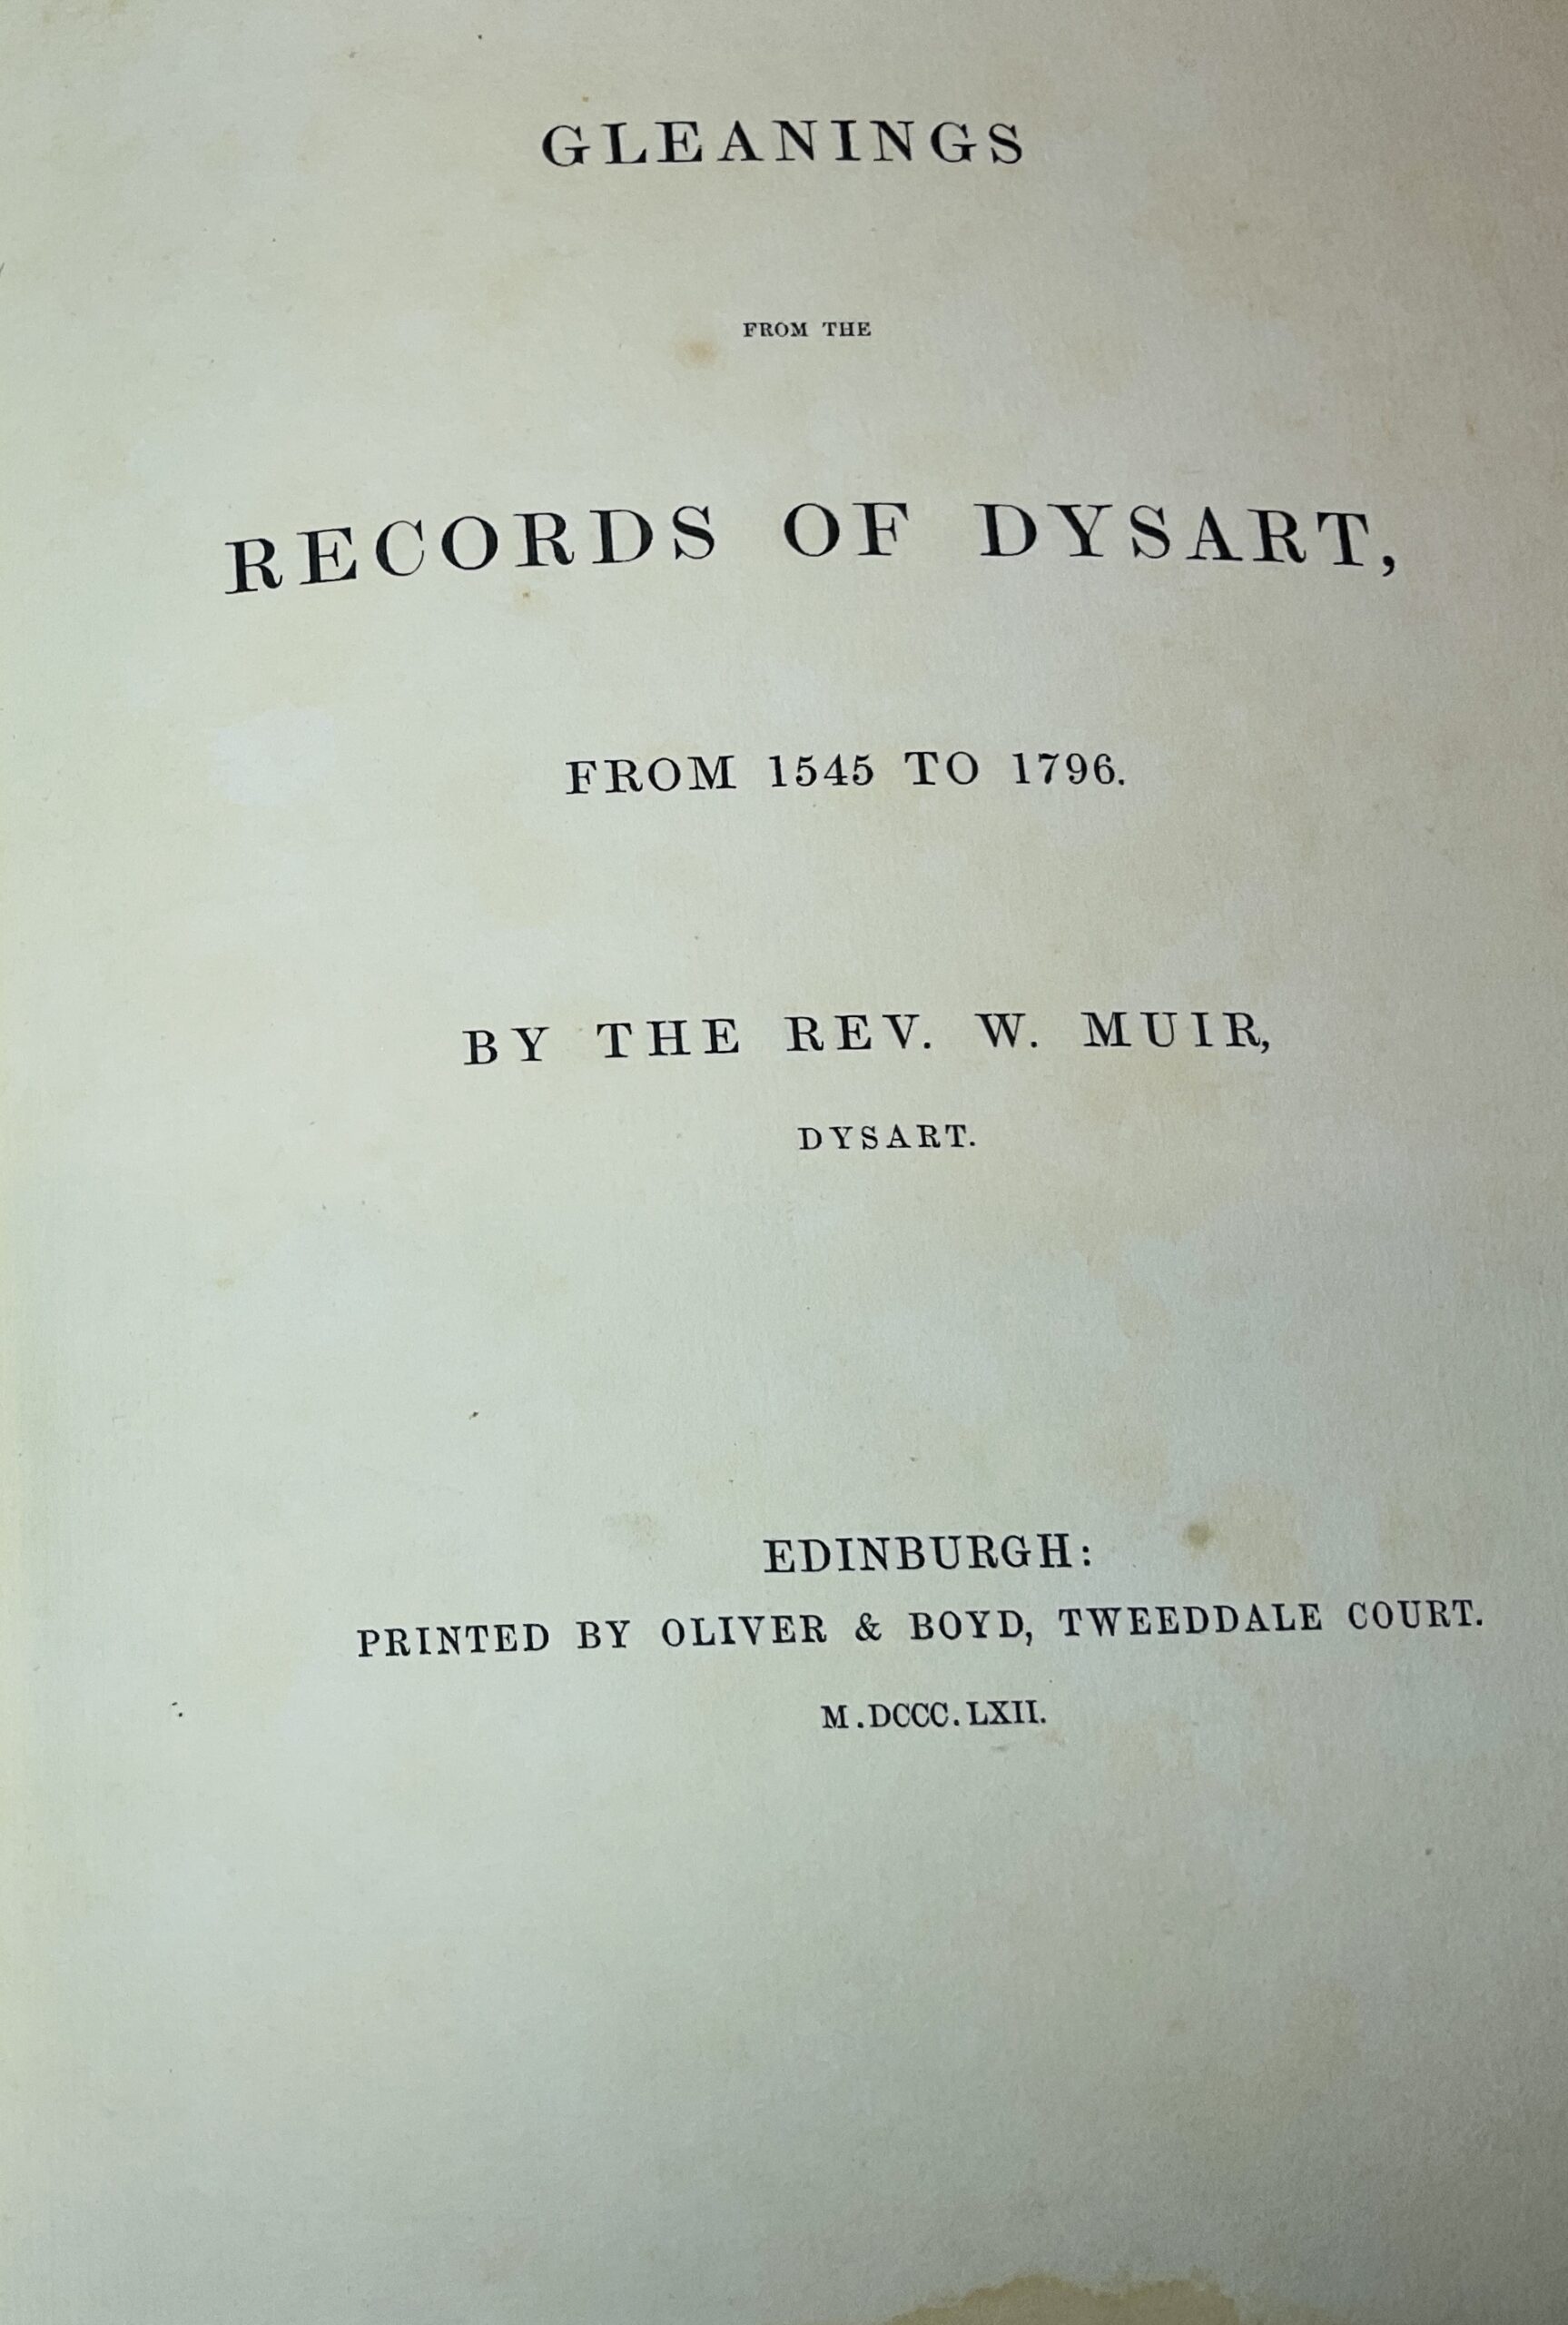 GLEANINGS
FROM THE
RECORDS OF DYSART,
FROM 1545 TO 1796.
BY THE REV. W. MUIR,
DYSART.
EDINBURGH:
PRINTED BY OLIVER & BOYD, TWEEDDALE COURT.
M.DCCC.LXII.